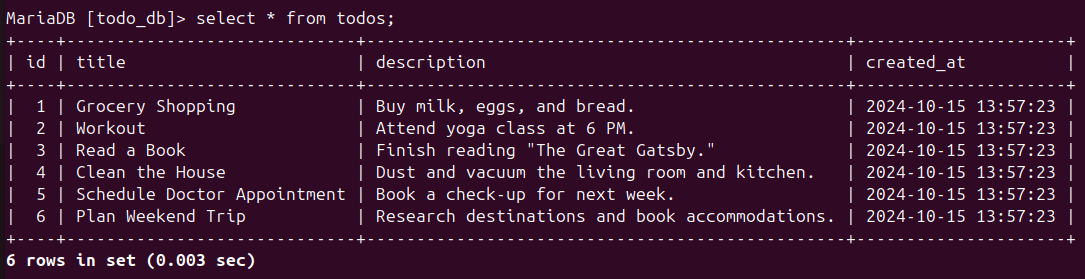 MariaDB [todo_db]> select * from todos;
+----+-----------------------------+------------------------------------------------+---------------------+
| id | title                       | description                                    | created_at          |
+----+-----------------------------+------------------------------------------------+---------------------+
|  1 | Grocery Shopping            | Buy milk, eggs, and bread.                     | 2024-10-15 13:57:23 |
|  2 | Workout                     | Attend yoga class at 6 PM.                     | 2024-10-15 13:57:23 |
|  3 | Read a Book                 | Finish reading "The Great Gatsby."             | 2024-10-15 13:57:23 |
|  4 | Clean the House             | Dust and vacuum the living room and kitchen.   | 2024-10-15 13:57:23 |
|  5 | Schedule Doctor Appointment | Book a check-up for next week.                 | 2024-10-15 13:57:23 |
|  6 | Plan Weekend Trip           | Research destinations and book accommodations. | 2024-10-15 13:57:23 |
+----+-----------------------------+------------------------------------------------+---------------------+
6 rows in set (0.003 sec)